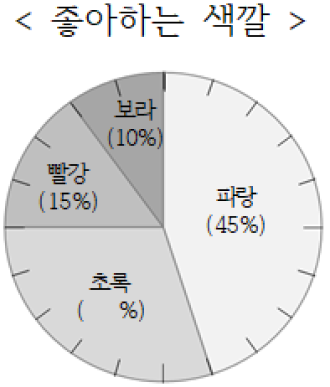 < 좋아하는 색깔 >
보라
(10%)
빨강
(15%)
파랑
(45%)
초록
(   %)